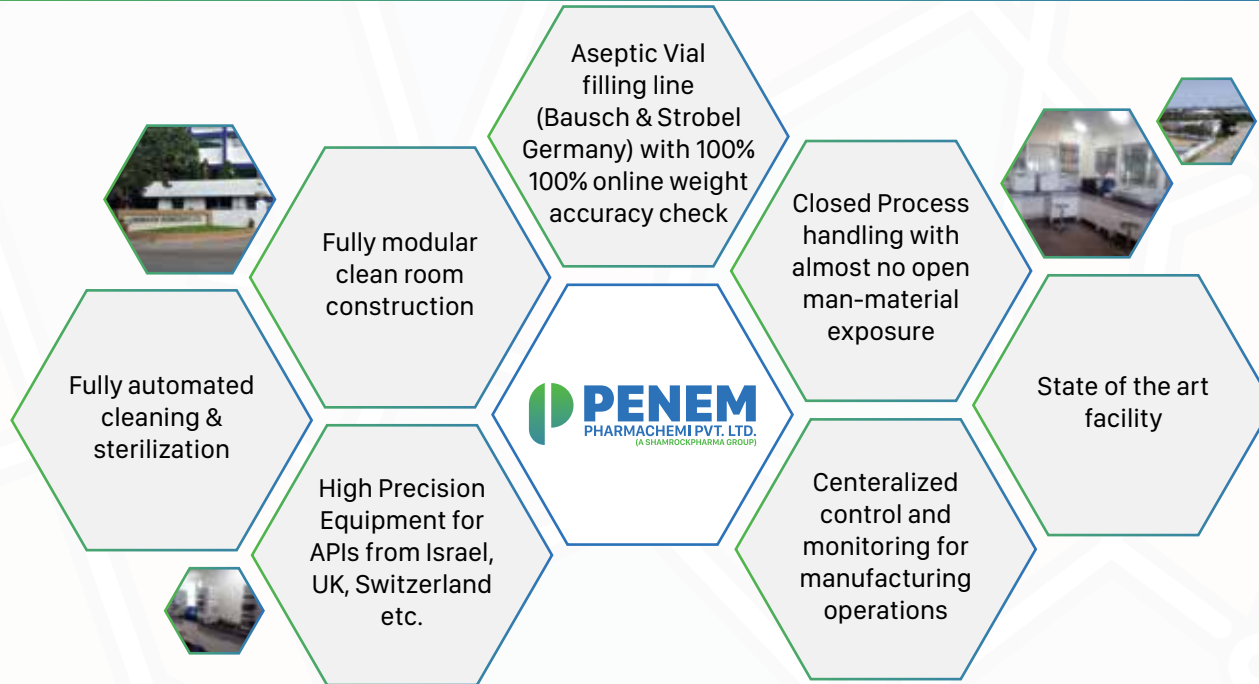 Aseptic Vial
filling line
(Bausch & Strobel
Germany) with 100%
100% online weight
accuracy check
Fully modular
clean room
construction
Closed Process
handling with
almost no open
man-material
exposure
Fully automated
cleaning &
sterilization
PENEM
PHARMACHEMI PVT. LTD.
(A SHAMROCKPHARMA GROUP)
State of the art
facility
High Precision
Equipment for
APIs from Israel,
UK, Switzerland
etc.
Centeralized
control and
monitoring for
manufacturing
operations